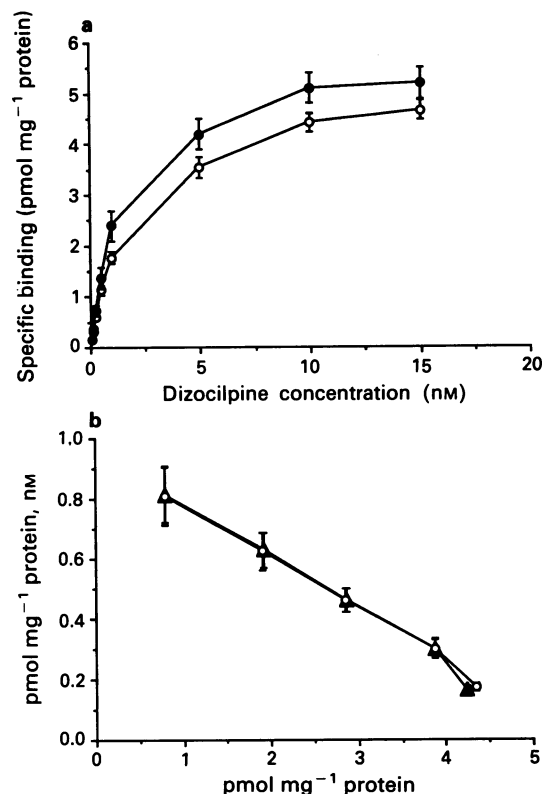 a
Specific binding (pmol mg⁻¹ protein)
6
5
4
3
2
1
0
0 5 10 15 20
Dizocilpine concentration (nM)
b
pmol mg⁻¹ protein, nM
1.0
0.8
0.6
0.4
0.2
0.0
0 1 2 3 4 5
pmol mg⁻¹ protein